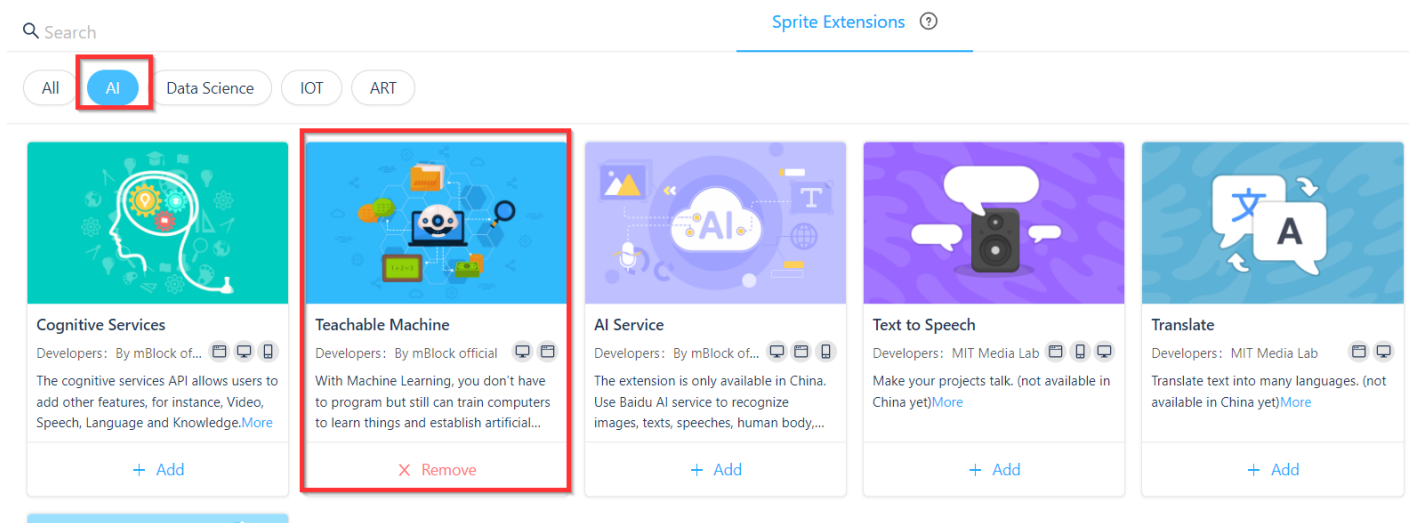 Search
Sprite Extensions ?
All
AI
Data Science
IOT
ART
1+2=3
AI
T
文
A
Cognitive Services
Developers: By mBlock of...
The cognitive services API allows users to
add other features, for instance, Video,
Speech, Language and Knowledge.More
+ Add
Teachable Machine
Developers: By mBlock official
With Machine Learning, you don't have
to program but still can train computers
to learn things and establish artificial...
× Remove
AI Service
Developers: By mBlock of...
The extension is only available in China.
Use Baidu AI service to recognize
images, texts, speeches, human body,...
+ Add
Text to Speech
Developers: MIT Media Lab
Make your projects talk. (not available in
China yet)More
+ Add
Translate
Developers: MIT Media Lab
Translate text into many languages. (not
available in China yet)More
+ Add